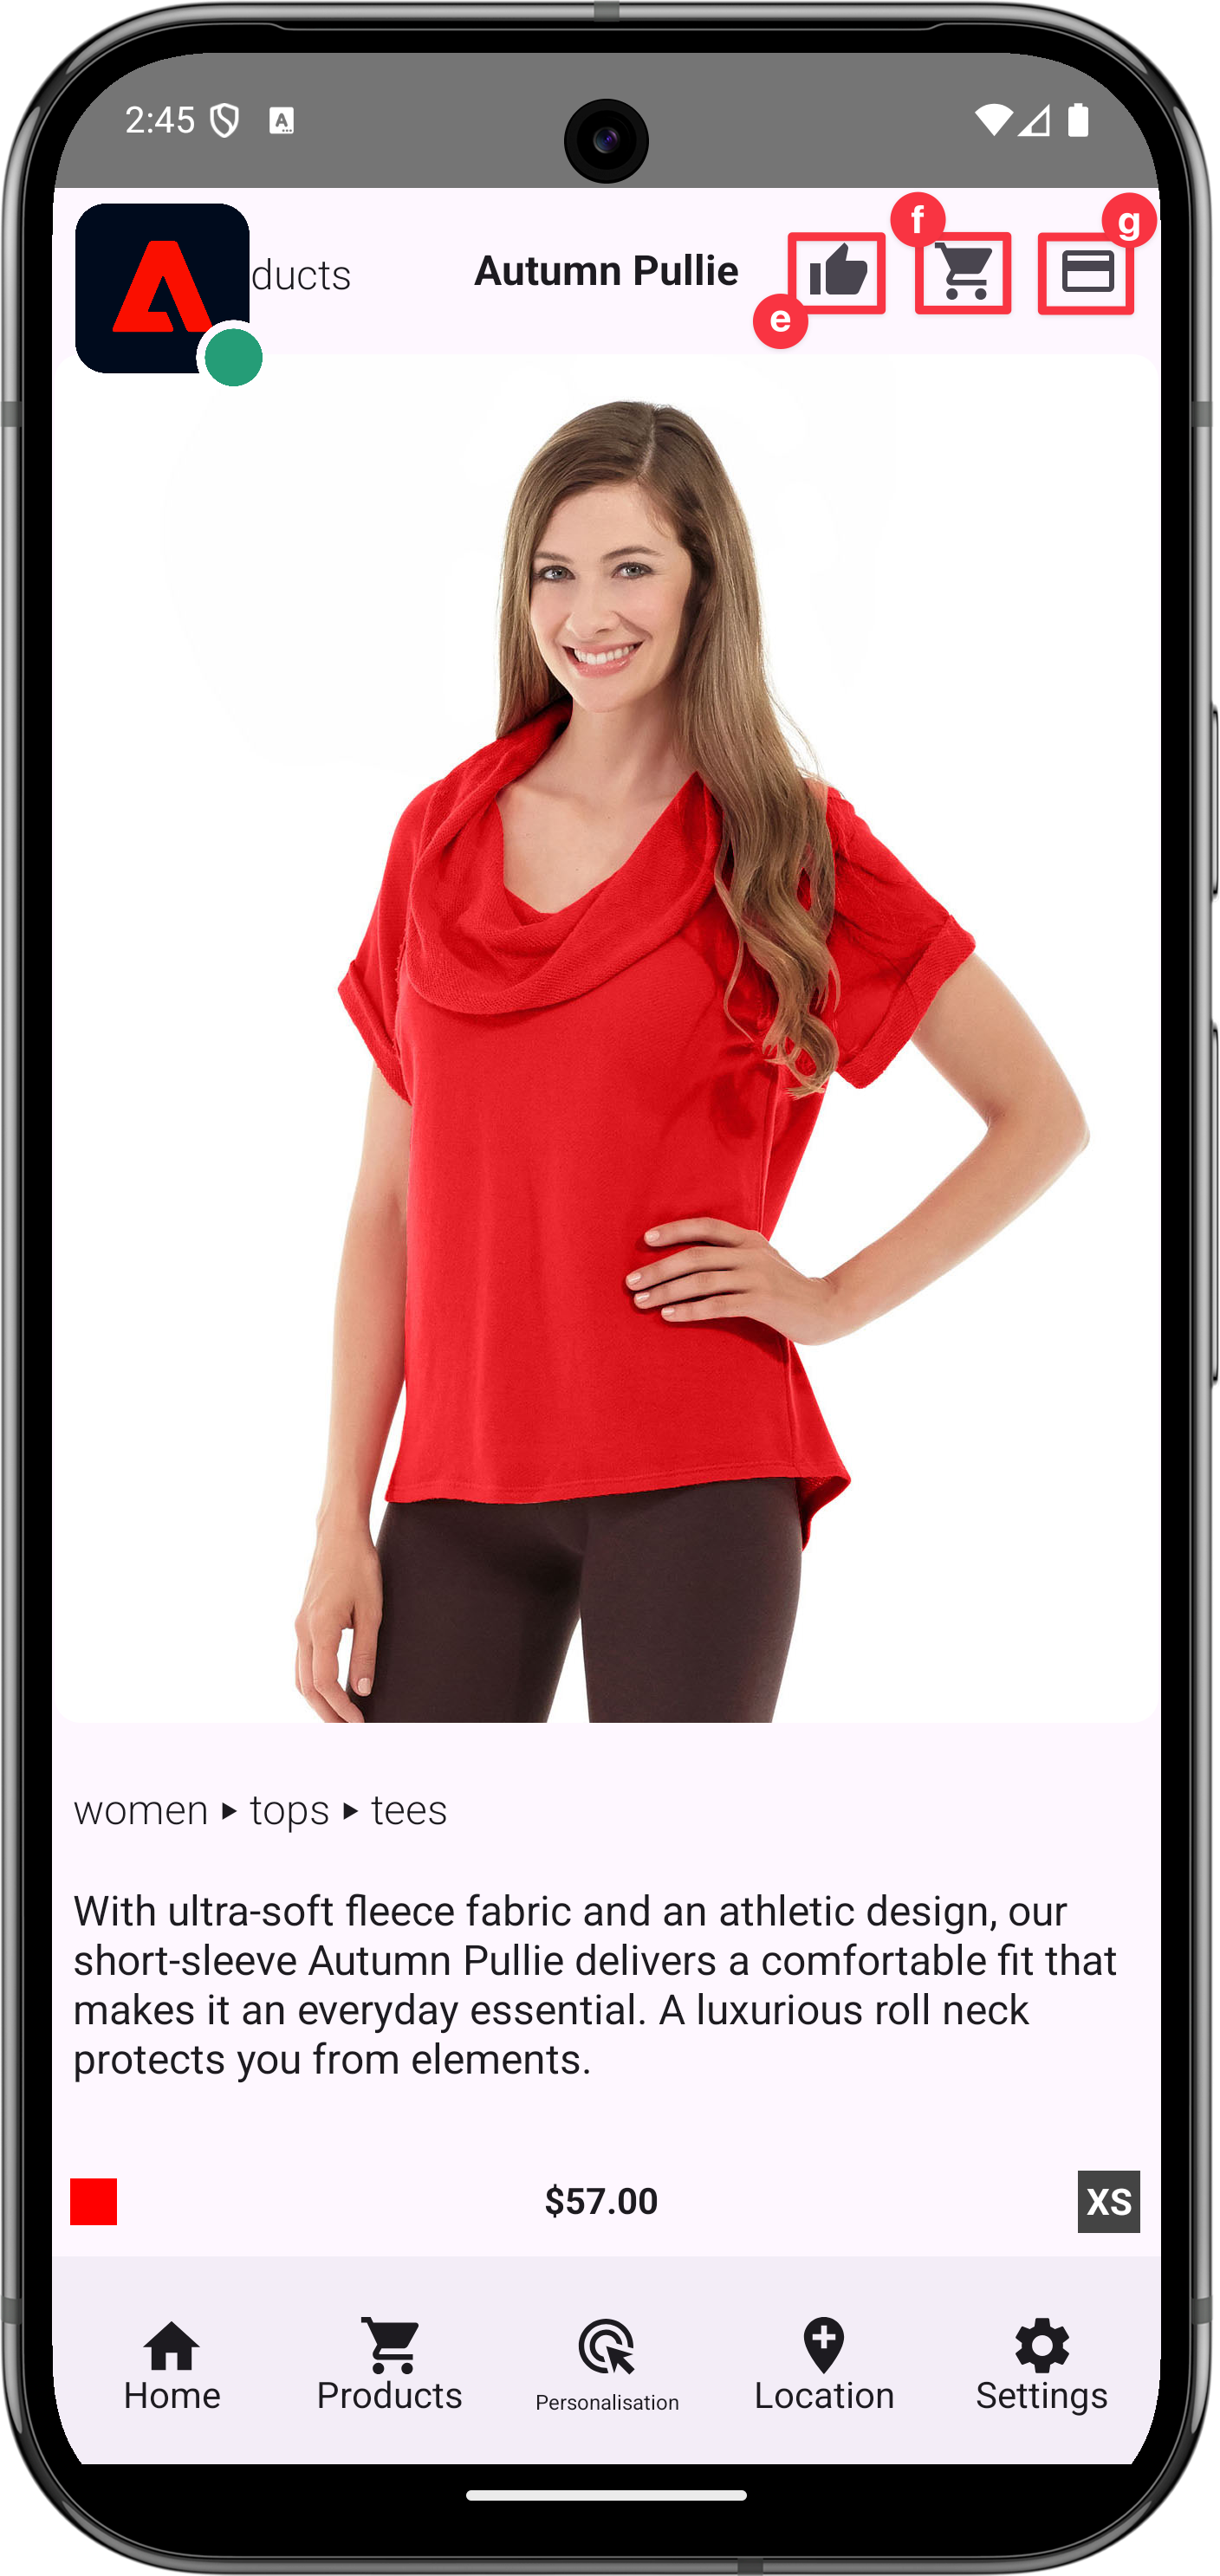 2:45
ducts
Autumn Pullie
e
f
g
women ▸ tops ▸ tees
With ultra-soft fleece fabric and an athletic design, our
short-sleeve Autumn Pullie delivers a comfortable fit that
makes it an everyday essential. A luxurious roll neck
protects you from elements.
$57.00
XS
Home
Products
Personalisation
Location
Settings